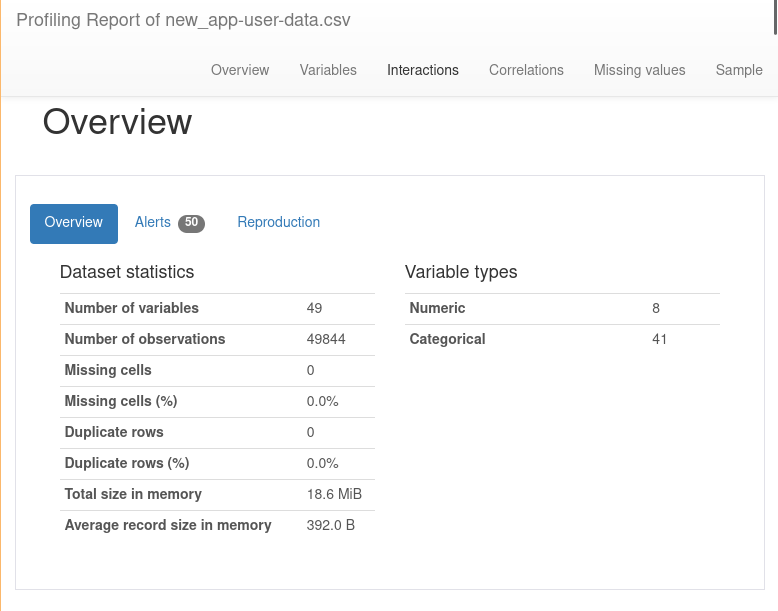 Profiling Report of new_app-user-data.csv
Overview Variables Interactions Correlations Missing values Sample
Overview
Overview Alerts 50 Reproduction
Dataset statistics
Number of variables 49
Number of observations 49844
Missing cells 0
Missing cells (%) 0.0%
Duplicate rows 0
Duplicate rows (%) 0.0%
Total size in memory 18.6 MiB
Average record size in memory 392.0 B
Variable types
Numeric 8
Categorical 41